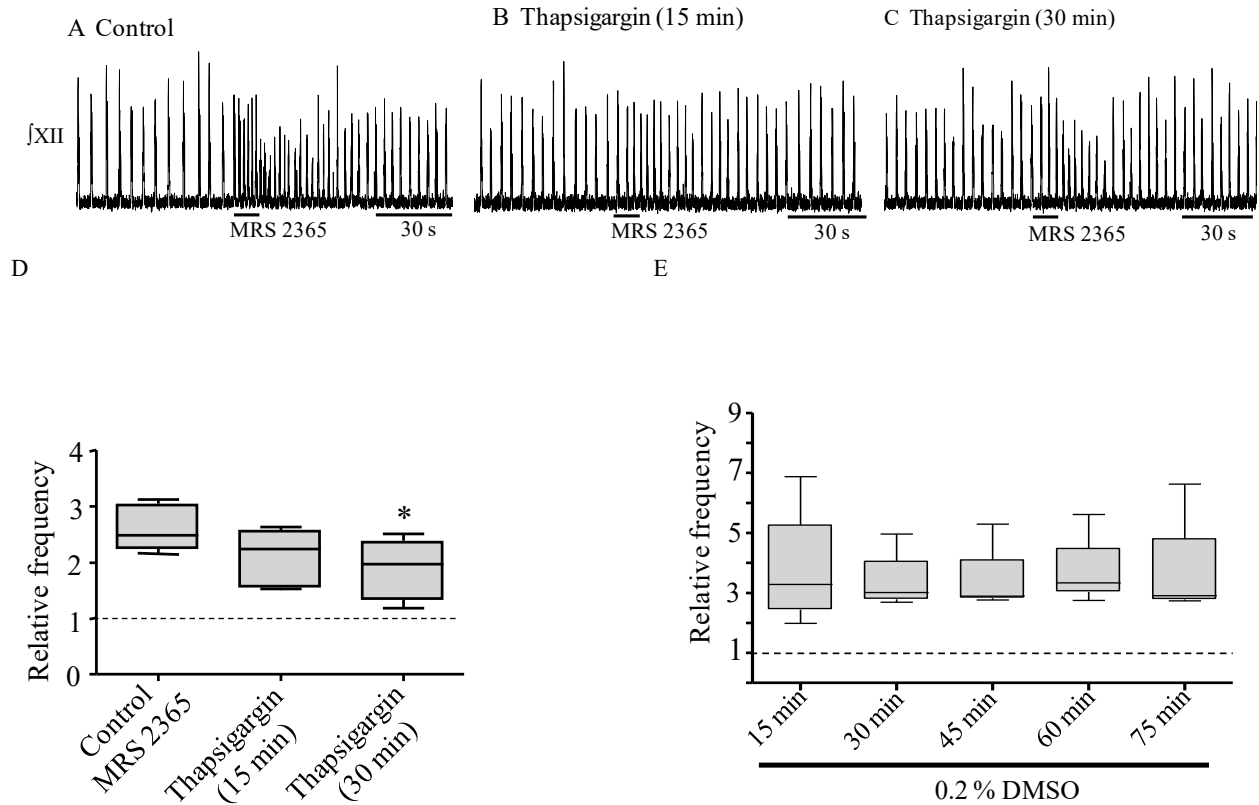 A Control
B Thapsigargin (15 min)
C Thapsigargin (30 min)
∫XII
MRS 2365
30 s
MRS 2365
30 s
MRS 2365
30 s
D
E
Relative frequency
4
3
2
1
0
*
Control
MRS 2365
Thapsigargin
(15 min)
Thapsigargin
(30 min)
Relative frequency
9
7
5
3
1
15 min
30 min
45 min
60 min
75 min
0.2 % DMSO